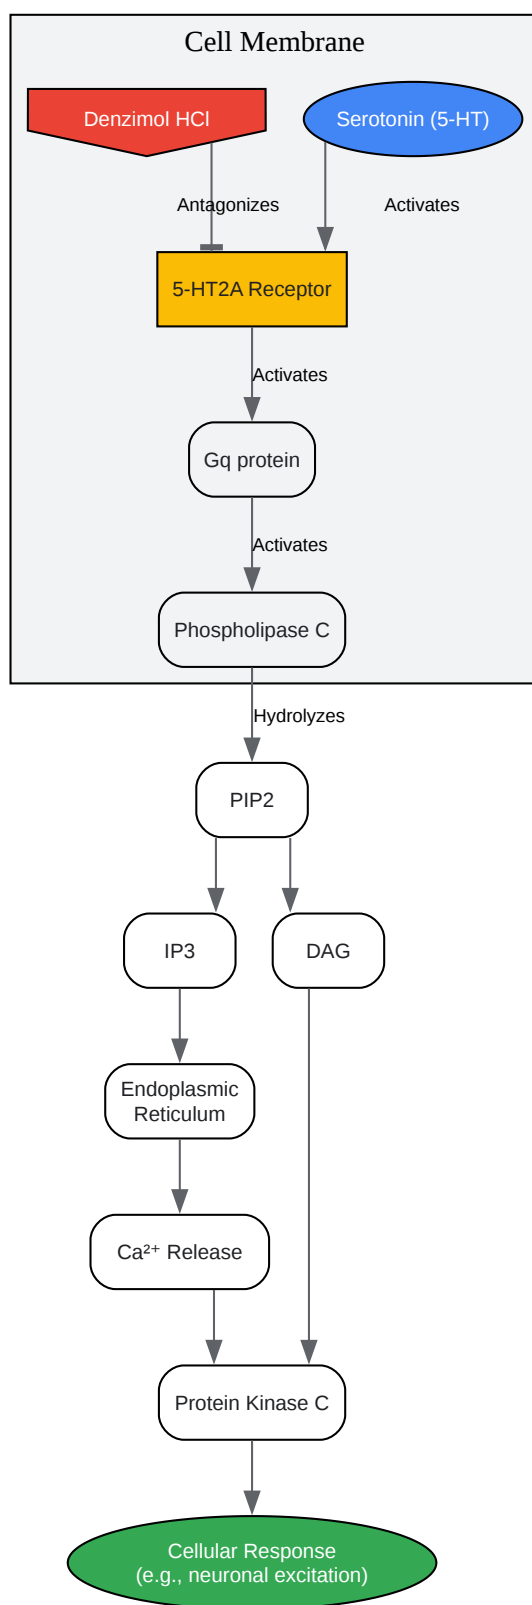 Cell Membrane
Denzimol HCl
Serotonin (5-HT)
Antagonizes
Activates
5-HT2A Receptor
Activates
Gq protein
Activates
Phospholipase C
Hydrolyzes
PIP2
IP3
DAG
Endoplasmic
Reticulum
Ca²⁺ Release
Protein Kinase C
Cellular Response
(e.g., neuronal excitation)